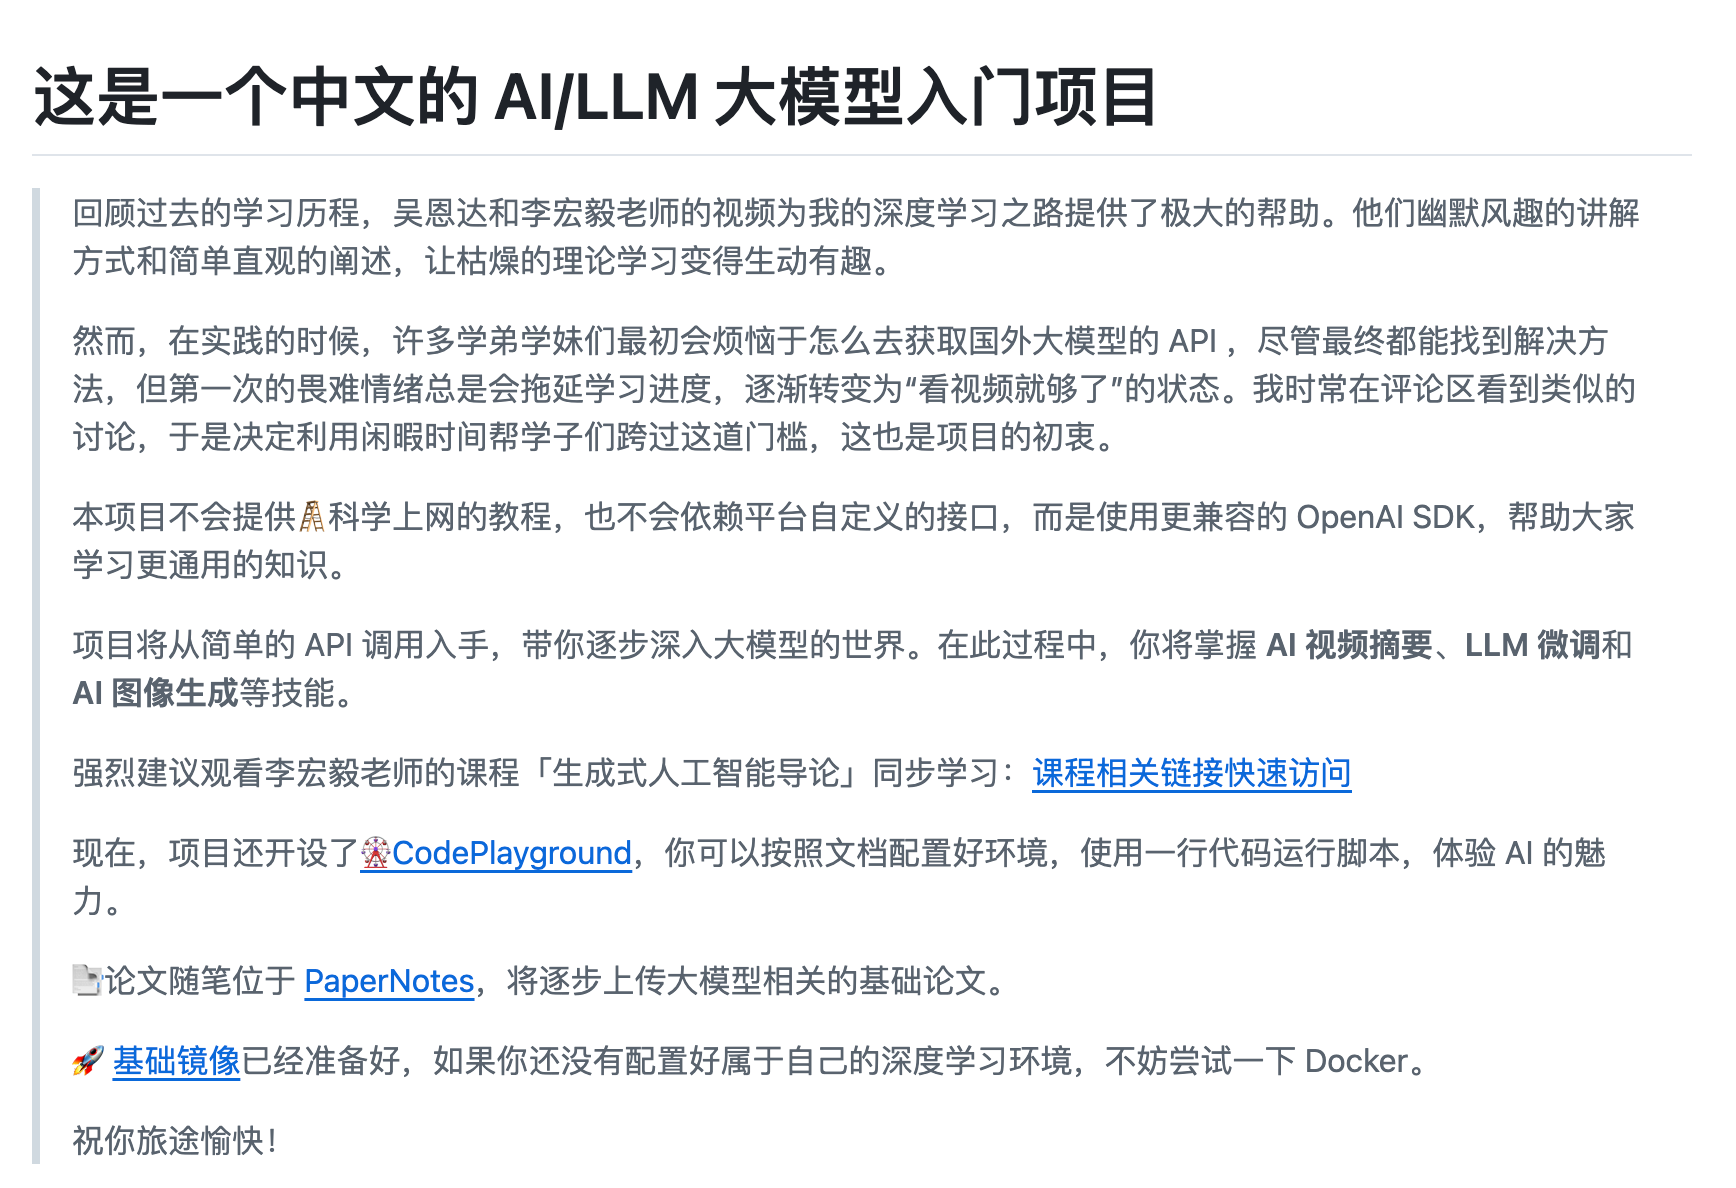 这是一个中文的 AI/LLM 大模型入门项目
回顾过去的学习历程，吴恩达和李宏毅老师的视频为我的深度学习之路提供了极大的帮助。他们幽默风趣的讲解
方式和简单直观的阐述，让枯燥的理论学习变得生动有趣。
然而，在实践的时候，许多学弟学妹们最初会烦恼于怎么去获取国外大模型的 API ，尽管最终都能找到解决方
法，但第一次的畏难情绪总是会拖延学习进度，逐渐转变为“看视频就够了”的状态。我时常在评论区看到类似的
讨论，于是决定利用闲暇时间帮学子们跨过这道门槛，这也是项目的初衷。
本项目不会提供🪜科学上网的教程，也不会依赖平台自定义的接口，而是使用更兼容的 OpenAI SDK，帮助大家
学习更通用的知识。
项目将从简单的 API 调用入手，带你逐步深入大模型的世界。在此过程中，你将掌握 AI 视频摘要、LLM 微调和
AI 图像生成等技能。
强烈建议观看李宏毅老师的课程「生成式人工智能导论」同步学习：课程相关链接快速访问
现在，项目还开设了🎡CodePlayground，你可以按照文档配置好环境，使用一行代码运行脚本，体验 AI 的魅
力。
📑论文随笔位于 PaperNotes，将逐步上传大模型相关的基础论文。
🚀 基础镜像已经准备好，如果你还没有配置好属于自己的深度学习环境，不妨尝试一下 Docker。
祝你旅途愉快！